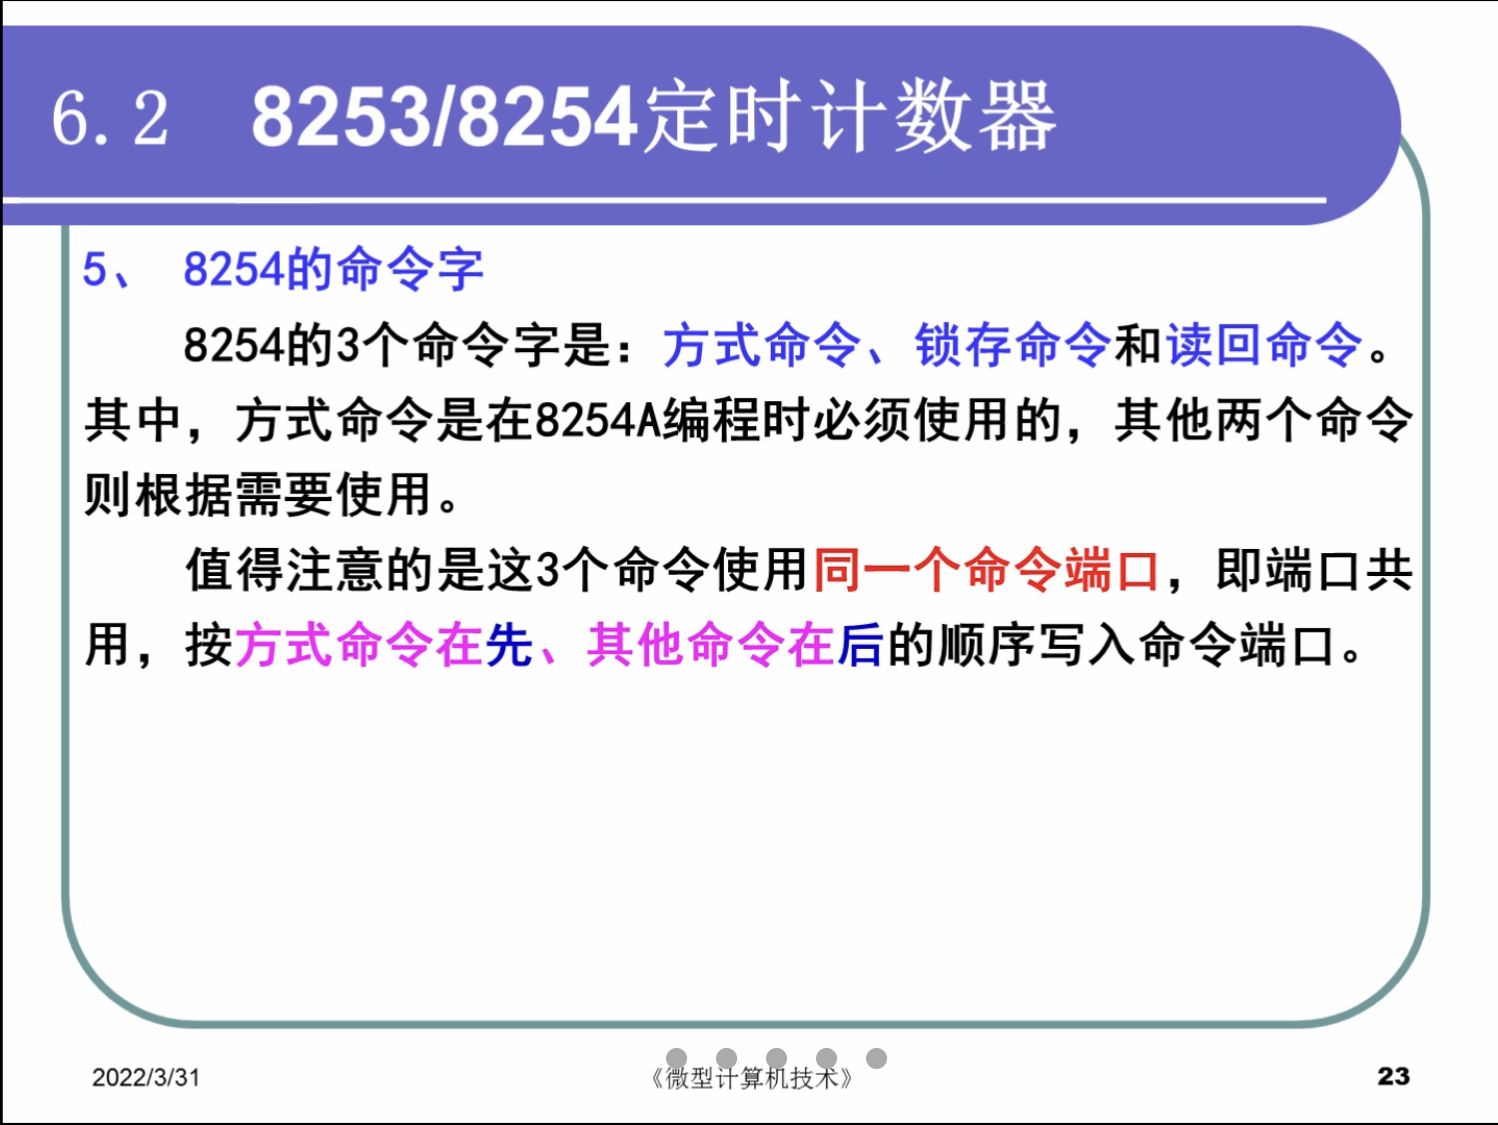 6.2 8253/8254定时计数器
5、 8254的命令字
8254的3个命令字是：方式命令、锁存命令和读回命令。
其中，方式命令是在8254A编程时必须使用的，其他两个命令
则根据需要使用。
值得注意的是这3个命令使用同一个命令端口，即端口共
用，按方式命令在先、其他命令在后的顺序写入命令端口。
2022/3/31
《微型计算机技术》
23